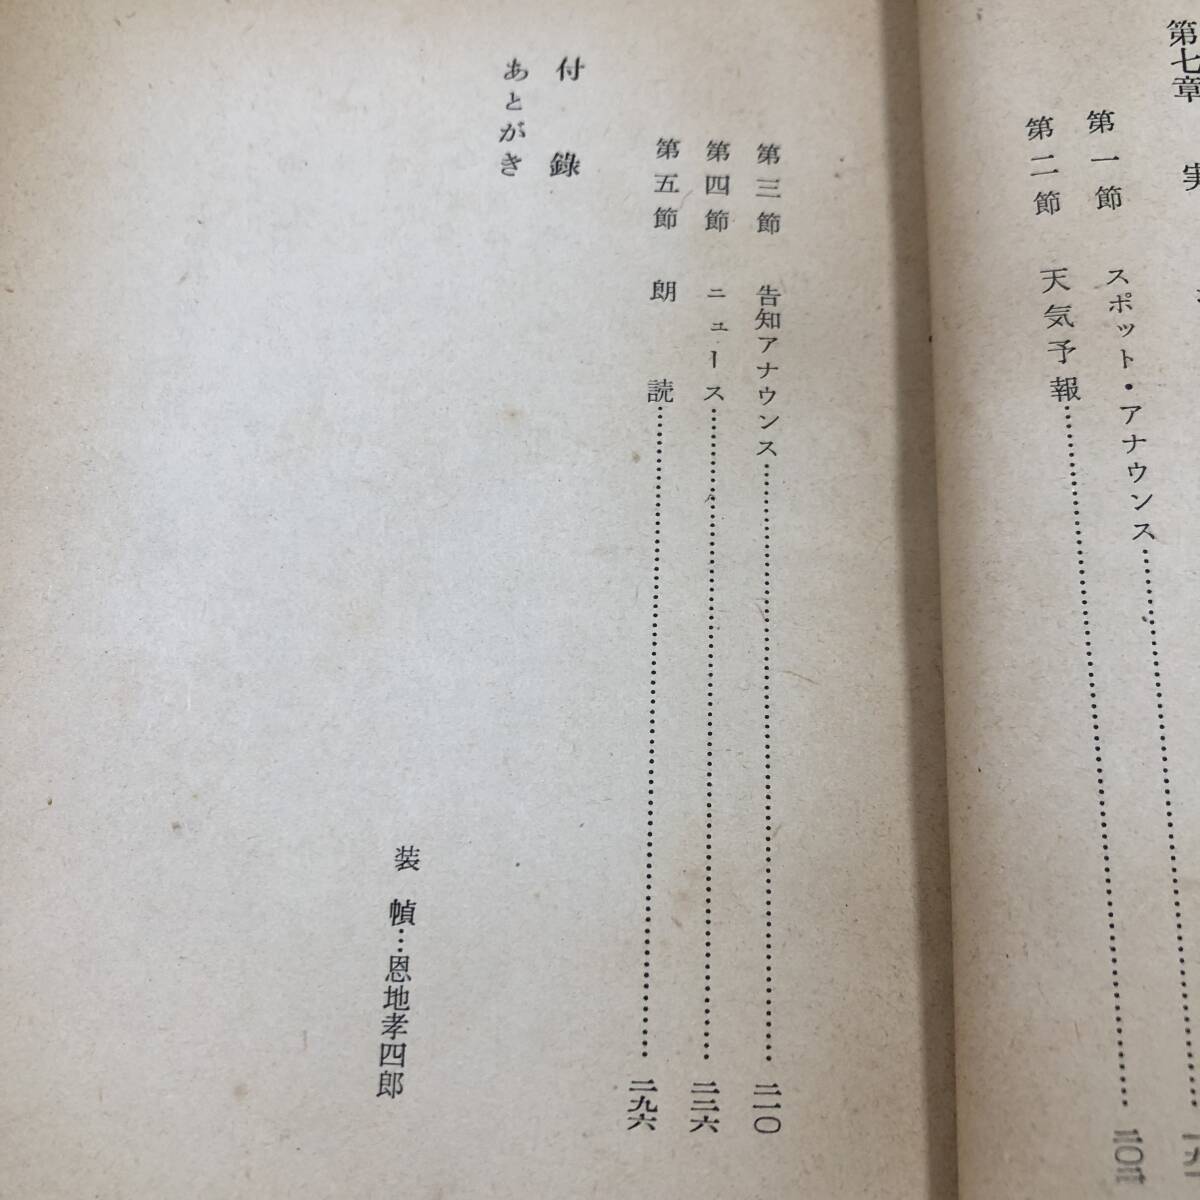 第七章 実
第一節 スポット・アナウンス……
第二節 天気予報……二〇三
第三節 告知アナウンス……二一〇
第四節 ニュース……二三六
第五節 朗読……二九六
付録
あとがき
装幀…恩地孝四郎